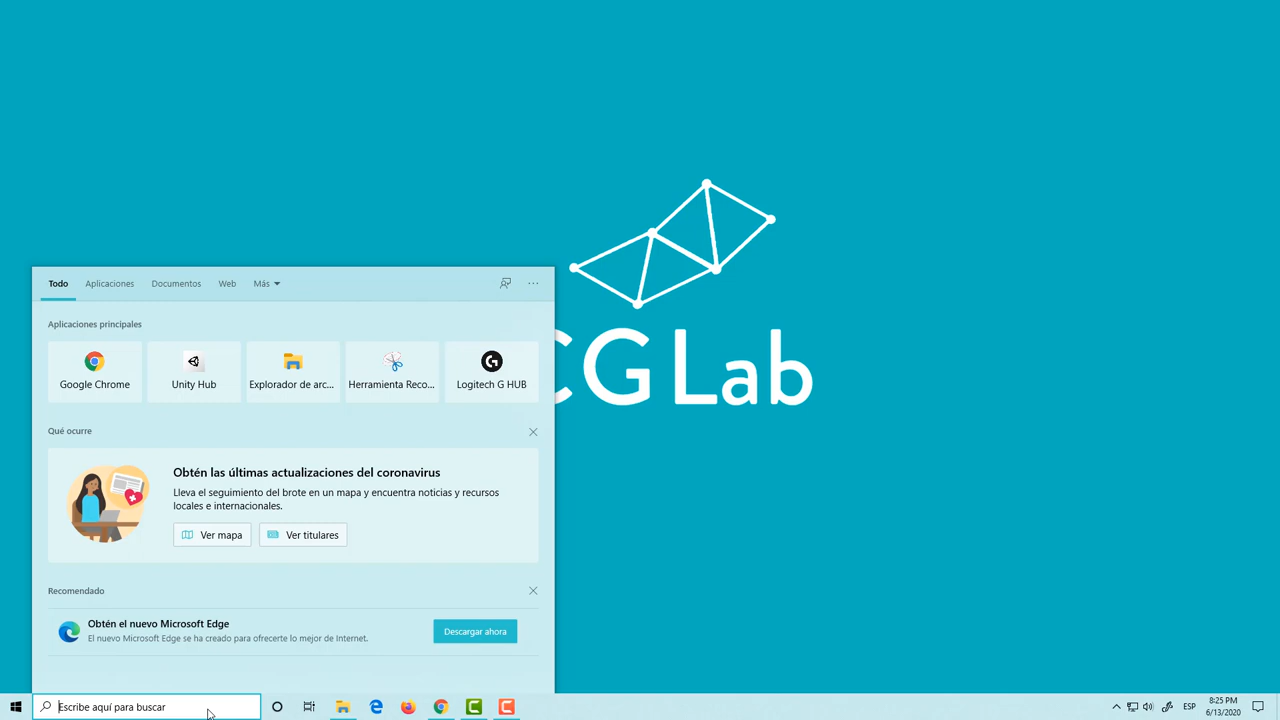 CG Lab
Todo Aplicaciones Documentos Web Más
Aplicaciones principales
Google Chrome
Unity Hub
Explorador de arc...
Herramienta Reco...
Logitech G HUB
Qué ocurre
Obtén las últimas actualizaciones del coronavirus
Lleva el seguimiento del brote en un mapa y encuentra noticias y recursos
locales e internacionales.
Ver mapa
Ver titulares
Recomendado
Obtén el nuevo Microsoft Edge
El nuevo Microsoft Edge se ha creado para ofrecerte lo mejor de Internet.
Descargar ahora
Escribe aquí para buscar
ESP
8:25 PM
6/13/2020